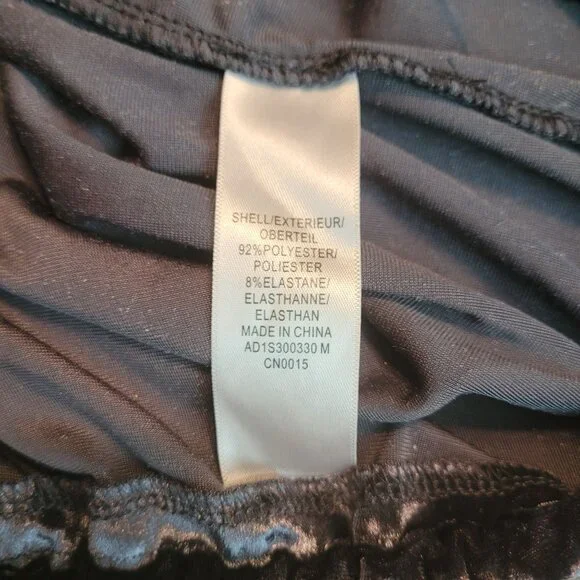 SHELL/EXTERIEUR/
OBERTEIL
92%POLYESTER/
POLIESTER
8%ELASTANE/
ELASTHANNE/
ELASTHAN
MADE IN CHINA
AD1S300330 M
CN0015